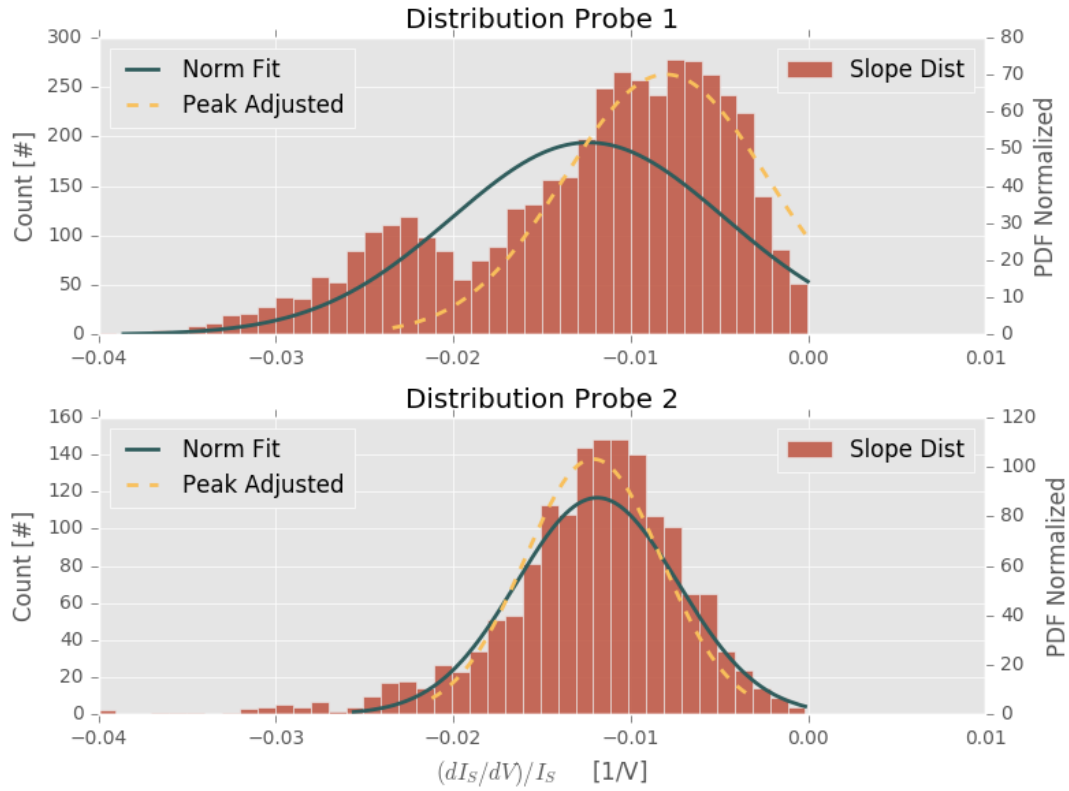 Distribution Probe 1
300
250
200
150
100
50
0
Count [#]
Norm Fit
Peak Adjusted
Slope Dist
80
70
60
50
40
30
20
10
0
PDF Normalized
−0.04 −0.03 −0.02 −0.01 0.00 0.01
Distribution Probe 2
160
140
120
100
80
60
40
20
0
Count [#]
Norm Fit
Peak Adjusted
Slope Dist
120
100
80
60
40
20
0
PDF Normalized
−0.04 −0.03 −0.02 −0.01 0.00 0.01
(dI_S/dV)/I_S [1/V]